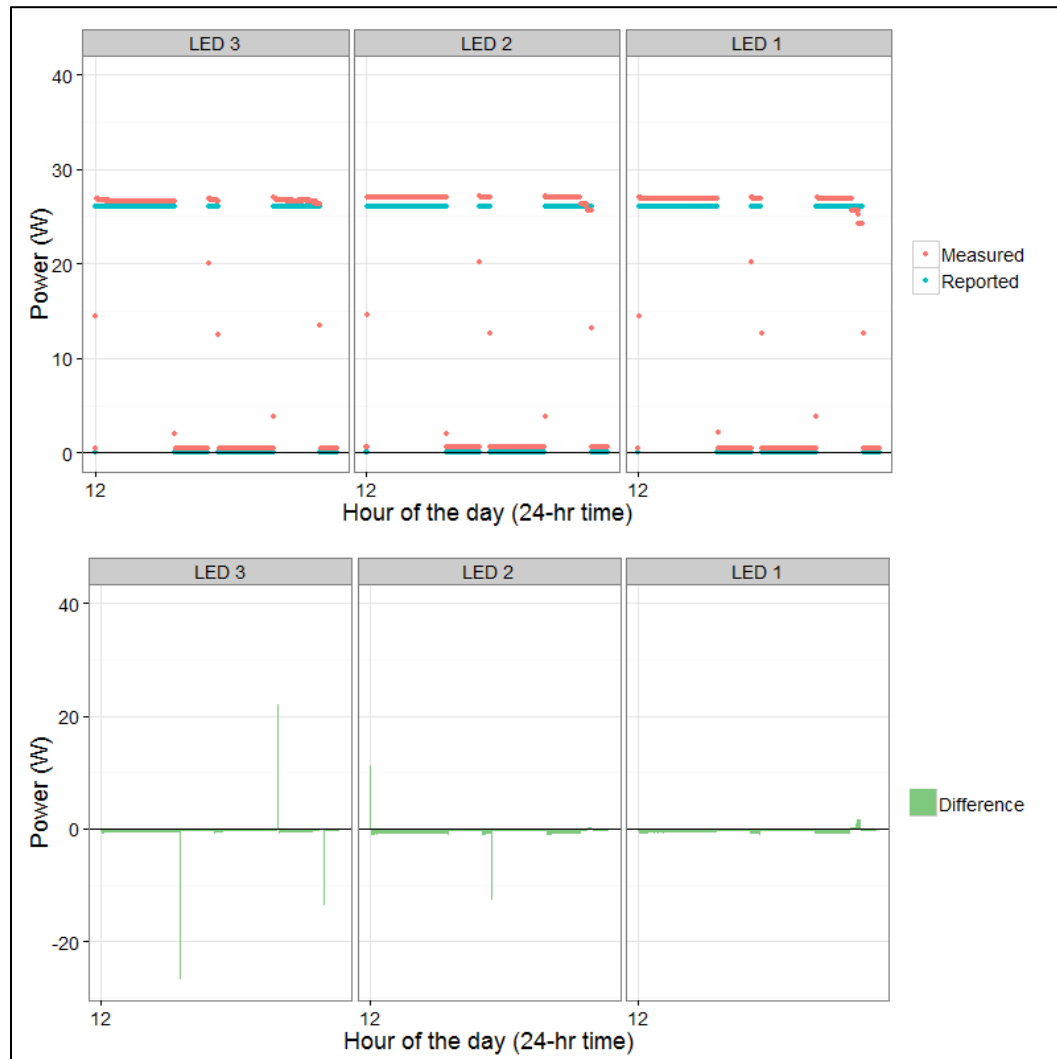 LED 3 LED 2 LED 1
40
30
20
10
0
Power (W)
12 12 12
Hour of the day (24-hr time)
Measured
Reported
LED 3 LED 2 LED 1
40
20
0
-20
Power (W)
12 12 12
Hour of the day (24-hr time)
Difference